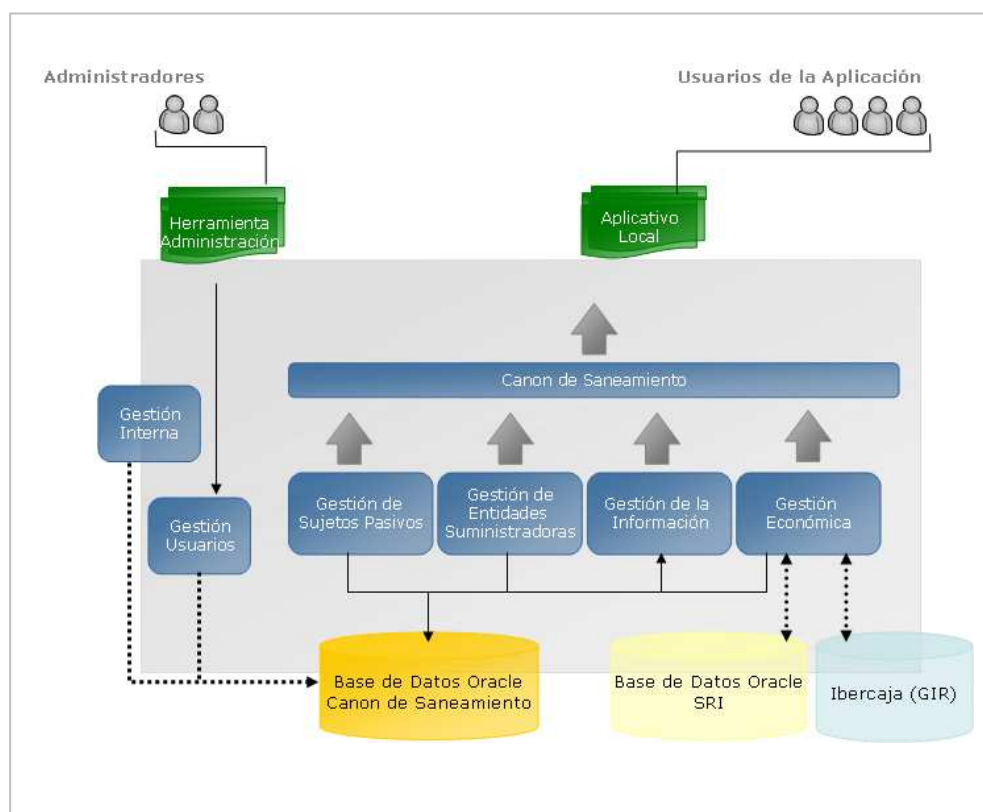 Administradores
Usuarios de la Aplicación
Herramienta
Administración
Aplicativo
Local
Canon de Saneamiento
Gestión
Interna
Gestión de
Sujetos Pasivos
Gestión de
Entidades
Suministradoras
Gestión de la
Información
Gestión
Económica
Gestión
Usuarios
Base de Datos Oracle
Canon de Saneamiento
Base de Datos Oracle
SRI
Ibercaja (GIR)